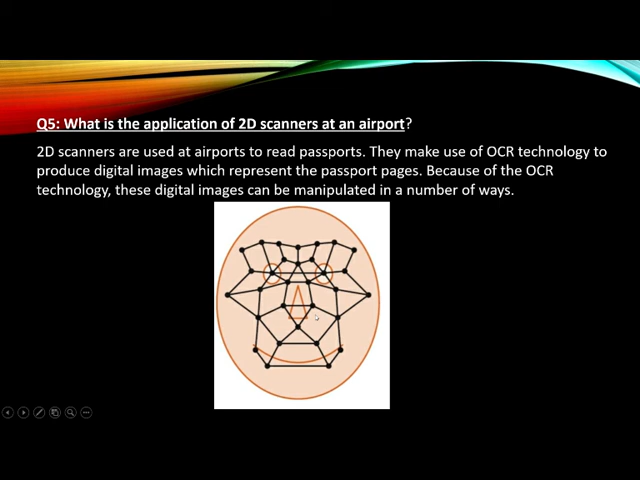 Q5: What is the application of 2D scanners at an airport?
2D scanners are used at airports to read passports. They make use of OCR technology to
produce digital images which represent the passport pages. Because of the OCR
technology, these digital images can be manipulated in a number of ways.